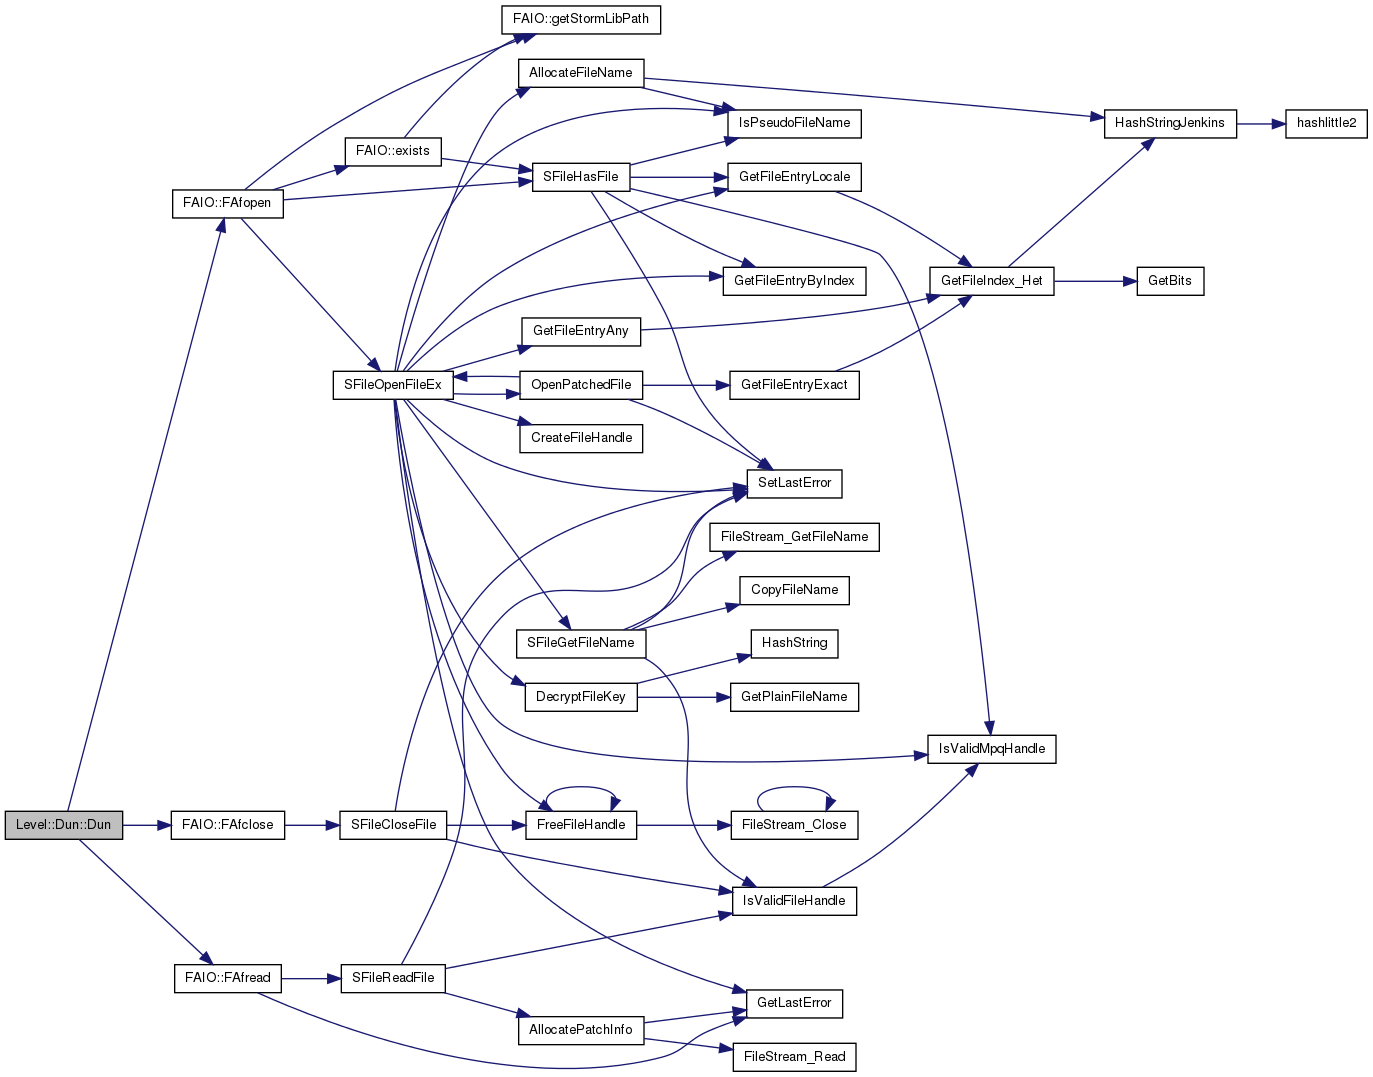 FAIO::getStormLibPath
AllocateFileName
IsPseudoFileName
HashStringJenkins
hashlittle2
FAIO::exists
SFileHasFile
GetFileEntryLocale
FAIO::FAfopen
GetFileEntryByIndex
GetFileIndex_Het
GetBits
GetFileEntryAny
SFileOpenFileEx
OpenPatchedFile
GetFileEntryExact
CreateFileHandle
SetLastError
FileStream_GetFileName
CopyFileName
SFileGetFileName
HashString
DecryptFileKey
GetPlainFileName
IsValidMpqHandle
Level::Dun::Dun
FAIO::FAfclose
SFileCloseFile
FreeFileHandle
FileStream_Close
IsValidFileHandle
FAIO::FAfread
SFileReadFile
GetLastError
AllocatePatchInfo
FileStream_Read